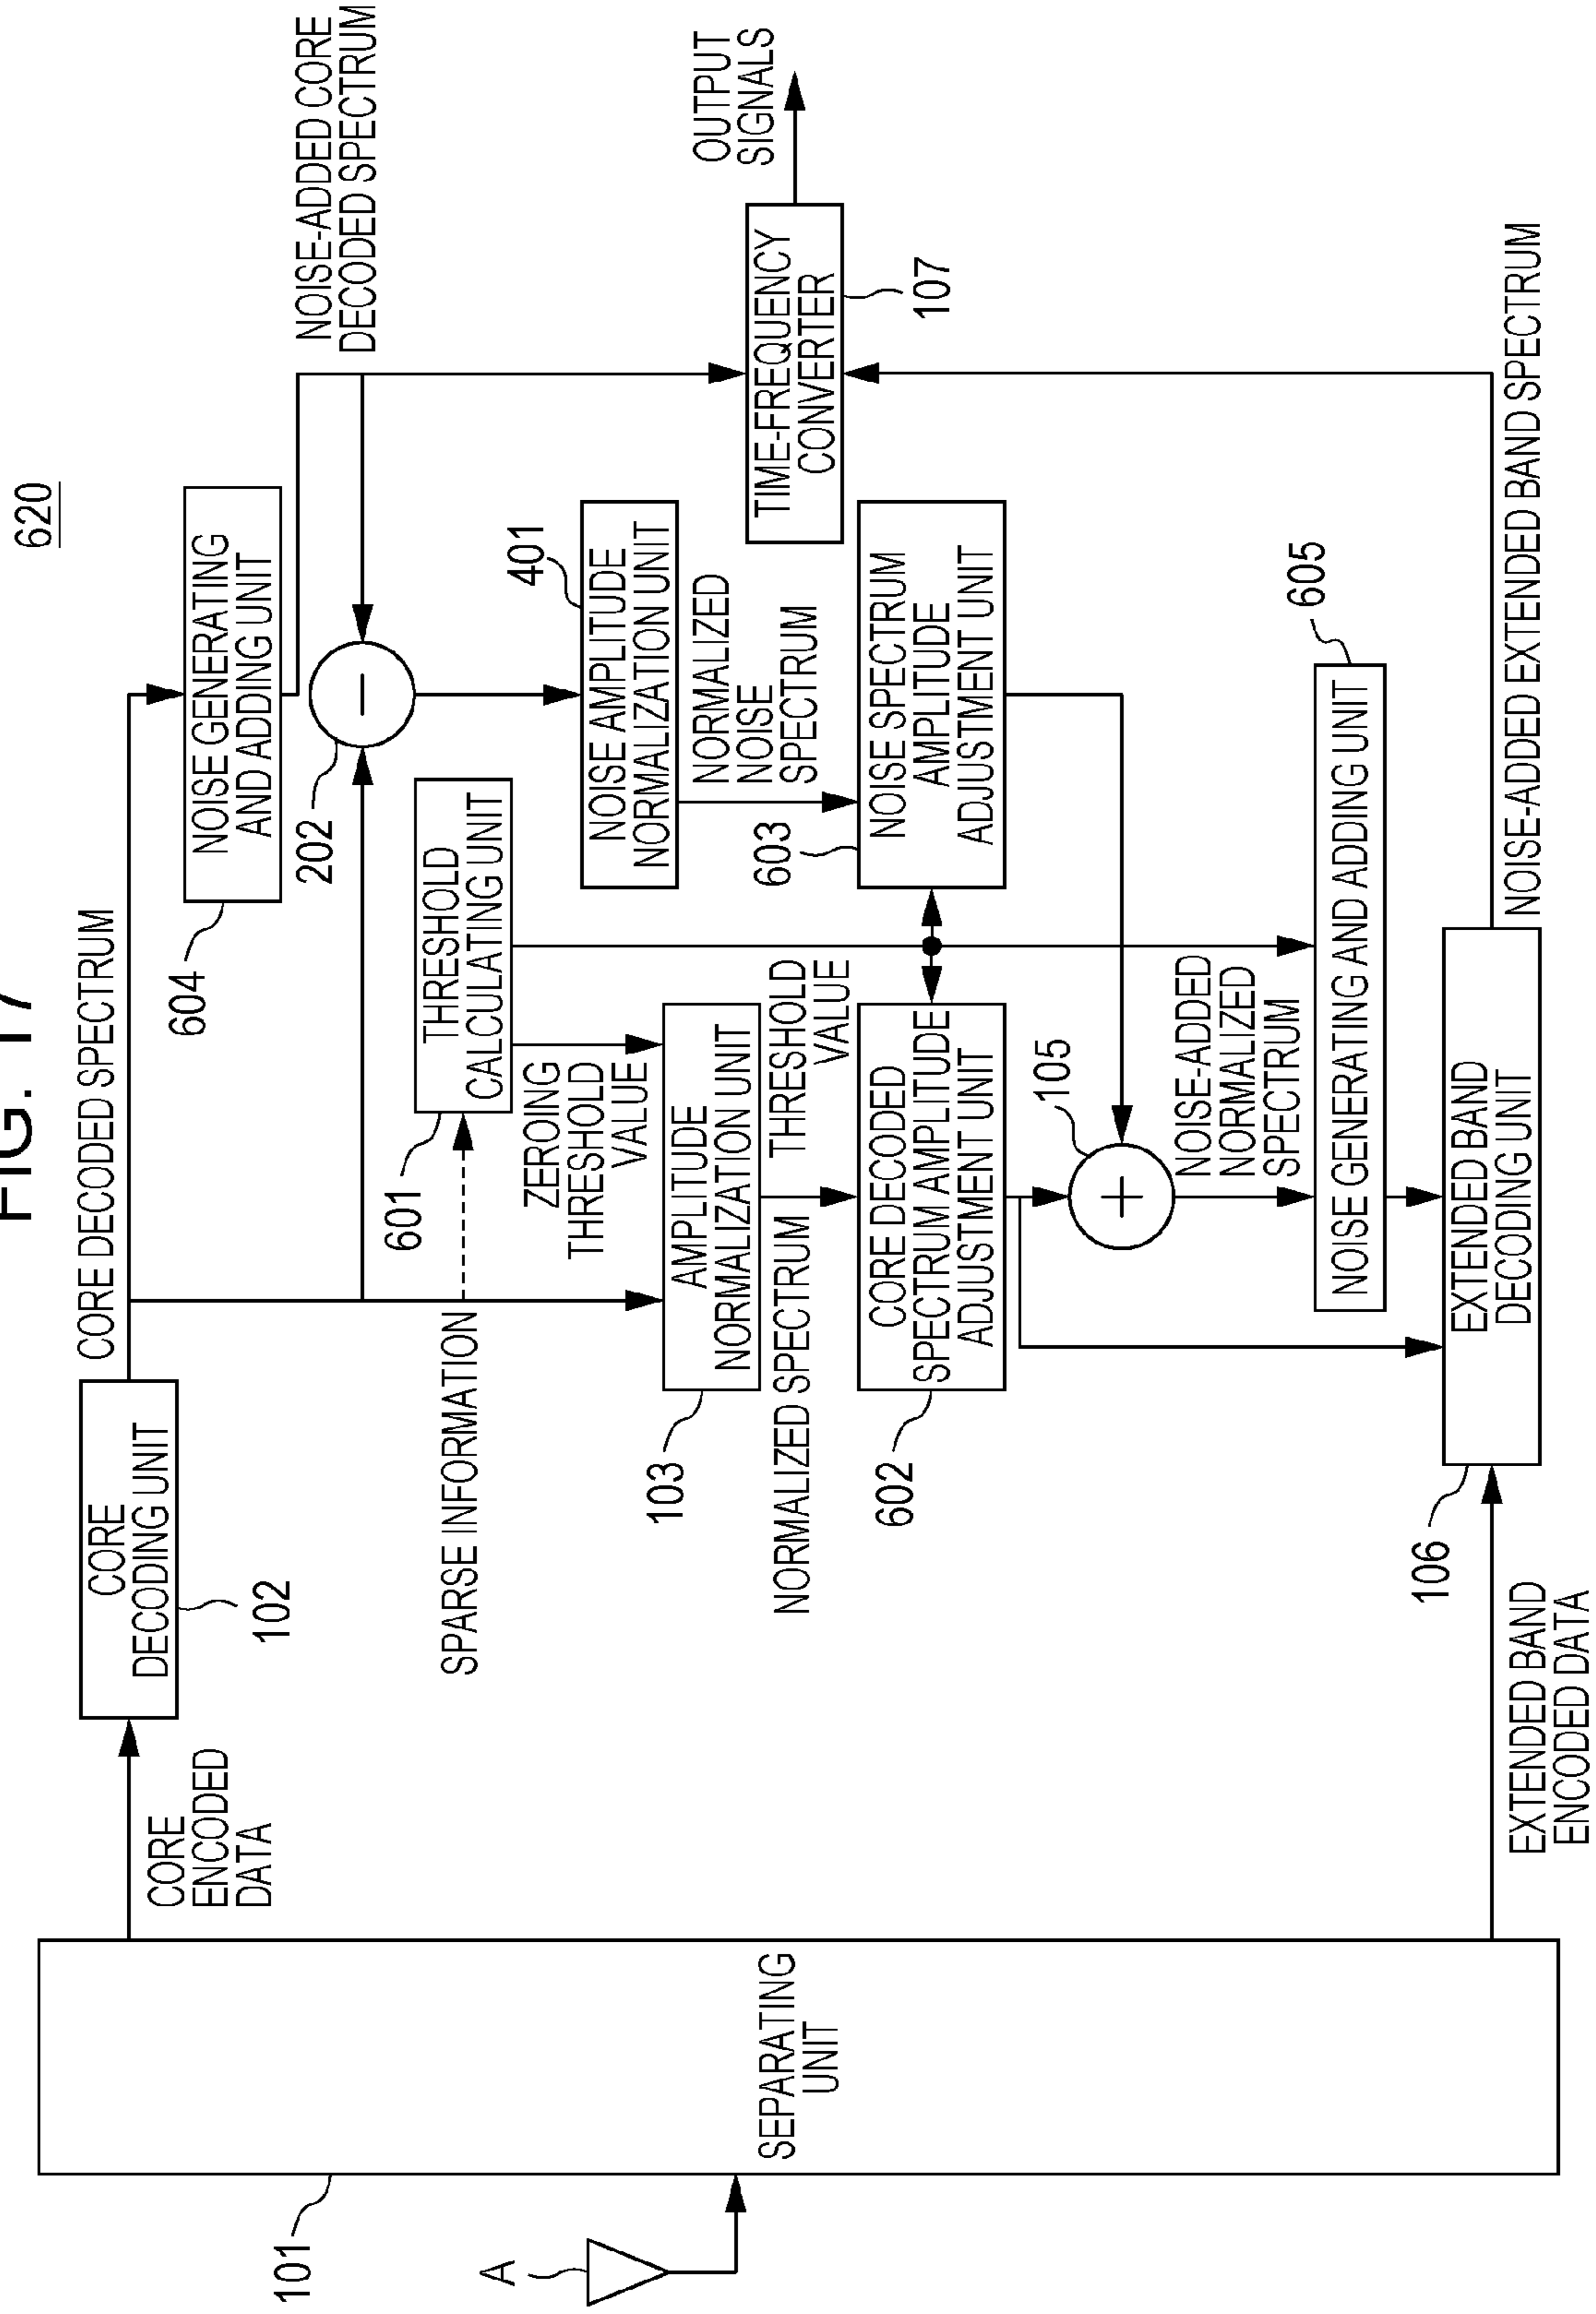 FIG. 17
620
A
101
SEPARATING
UNIT
CORE
ENCODED
DATA
CORE
DECODING UNIT
102
CORE DECODED SPECTRUM
604
NOISE GENERATING
AND ADDING UNIT
NOISE-ADDED CORE
DECODED SPECTRUM
202
−
SPARSE INFORMATION
601
THRESHOLD
CALCULATING UNIT
ZEROING
THRESHOLD
VALUE
401
NOISE AMPLITUDE
NORMALIZATION UNIT
NORMALIZED
NOISE
SPECTRUM
103
AMPLITUDE
NORMALIZATION UNIT
NORMALIZED SPECTRUM
THRESHOLD
VALUE
602
CORE DECODED
SPECTRUM AMPLITUDE
ADJUSTMENT UNIT
603
NOISE SPECTRUM
AMPLITUDE
ADJUSTMENT UNIT
TIME-FREQUENCY
CONVERTER
107
OUTPUT
SIGNALS
105
+
NOISE-ADDED
NORMALIZED
SPECTRUM
605
NOISE GENERATING AND ADDING UNIT
106
EXTENDED BAND
DECODING UNIT
EXTENDED BAND
ENCODED DATA
NOISE-ADDED EXTENDED BAND SPECTRUM